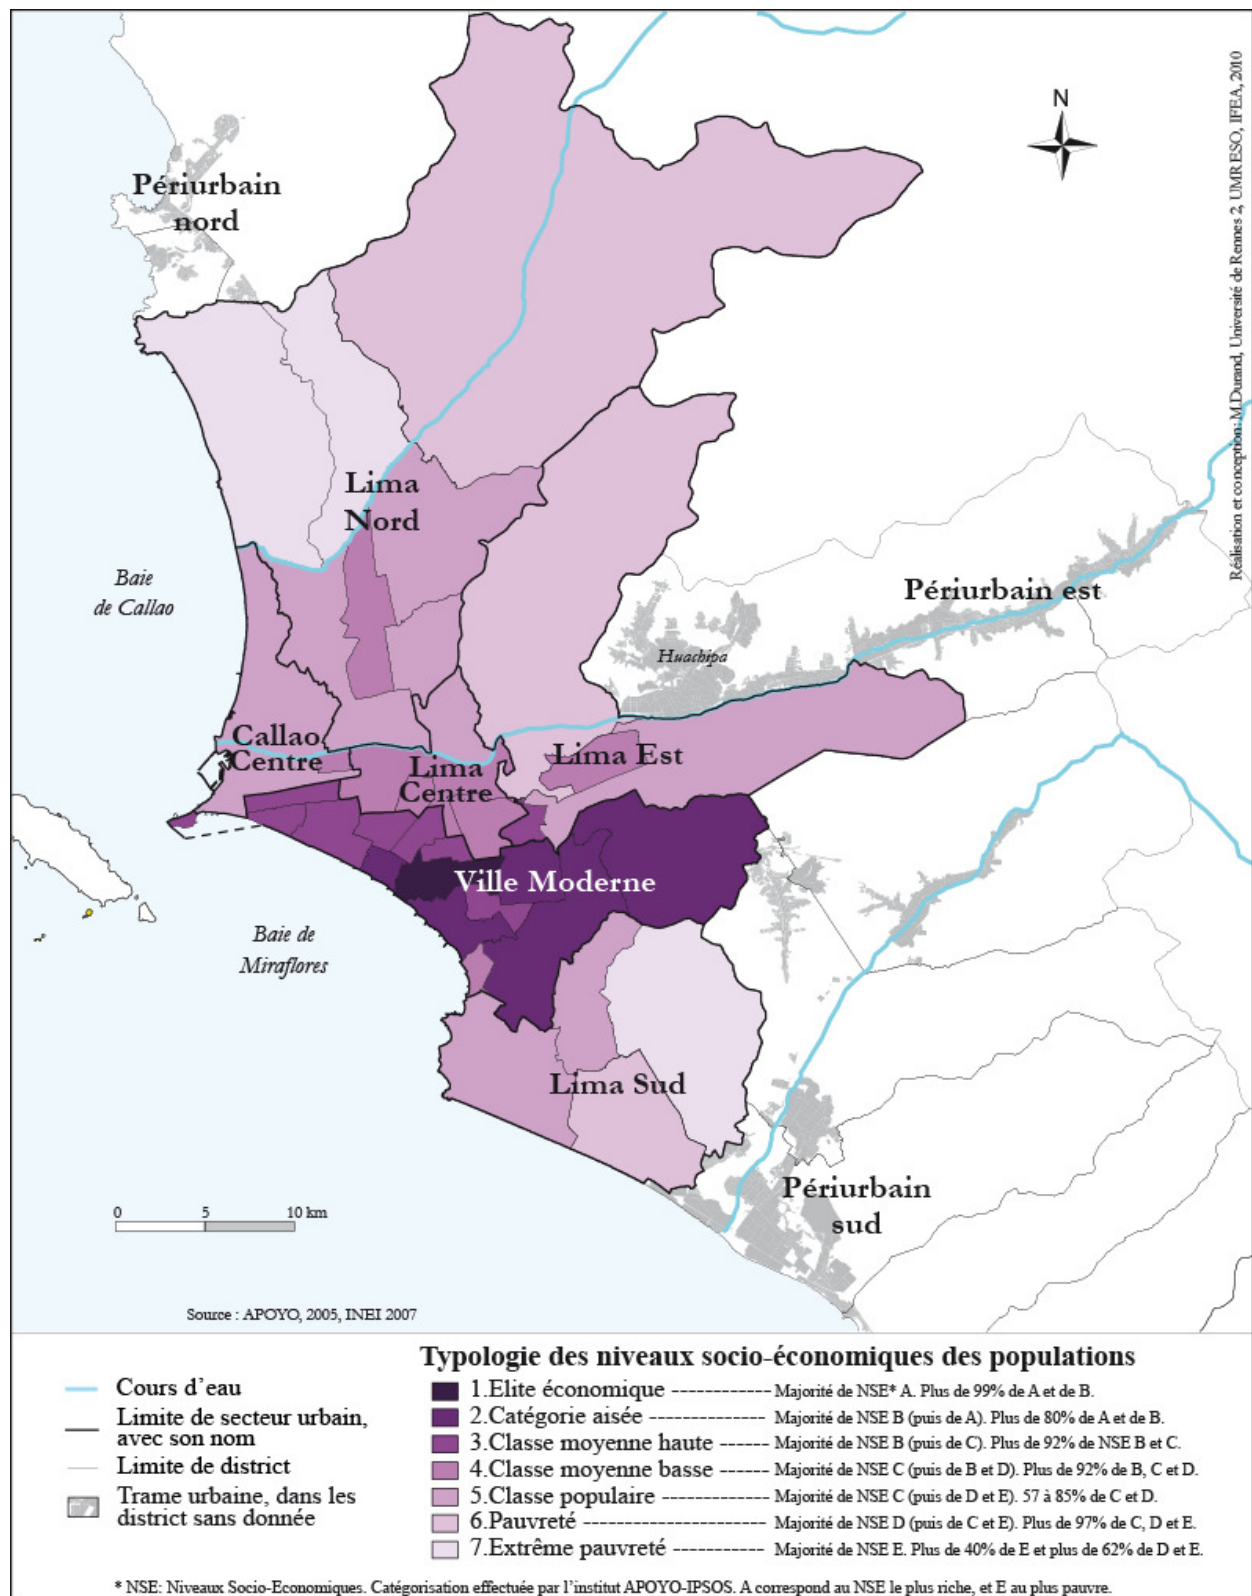 Périurbain
nord
N
Réalisation et conception: M.Durand, Université de Rennes 2, UMR ESO, IFEA, 2010
Lima
Nord
Baie
de Callao
Périurbain est
Huachipa
Callao
Centre
Lima
Centre
Lima Est
Ville Moderne
Baie de
Miraflores
Lima Sud
Périurbain
sud
0 5 10 km
Source : APOYO, 2005, INEI 2007
Typologie des niveaux socio-économiques des populations
Cours d'eau
Limite de secteur urbain,
avec son nom
Limite de district
Trame urbaine, dans les
district sans donnée
1.Elite économique ------------- Majorité de NSE* A. Plus de 99% de A et de B.
2.Catégorie aisée --------------- Majorité de NSE B (puis de A). Plus de 80% de A et de B.
3.Classe moyenne haute ------ Majorité de NSE B (puis de C). Plus de 92% de NSE B et C.
4.Classe moyenne basse ------- Majorité de NSE C (puis de B et D). Plus de 92% de B, C et D.
5.Classe populaire -------------- Majorité de NSE C (puis de D et E). 57 à 85% de C et D.
6.Pauvreté ------------------------ Majorité de NSE D (puis de C et E). Plus de 97% de C, D et E.
7.Extrême pauvreté ------------- Majorité de NSE E. Plus de 40% de E et plus de 62% de D et E.
* NSE: Niveaux Socio-Economiques. Catégorisation effectuée par l'institut APOYO-IPSOS. A correspond au NSE le plus riche, et E au plus pauvre.